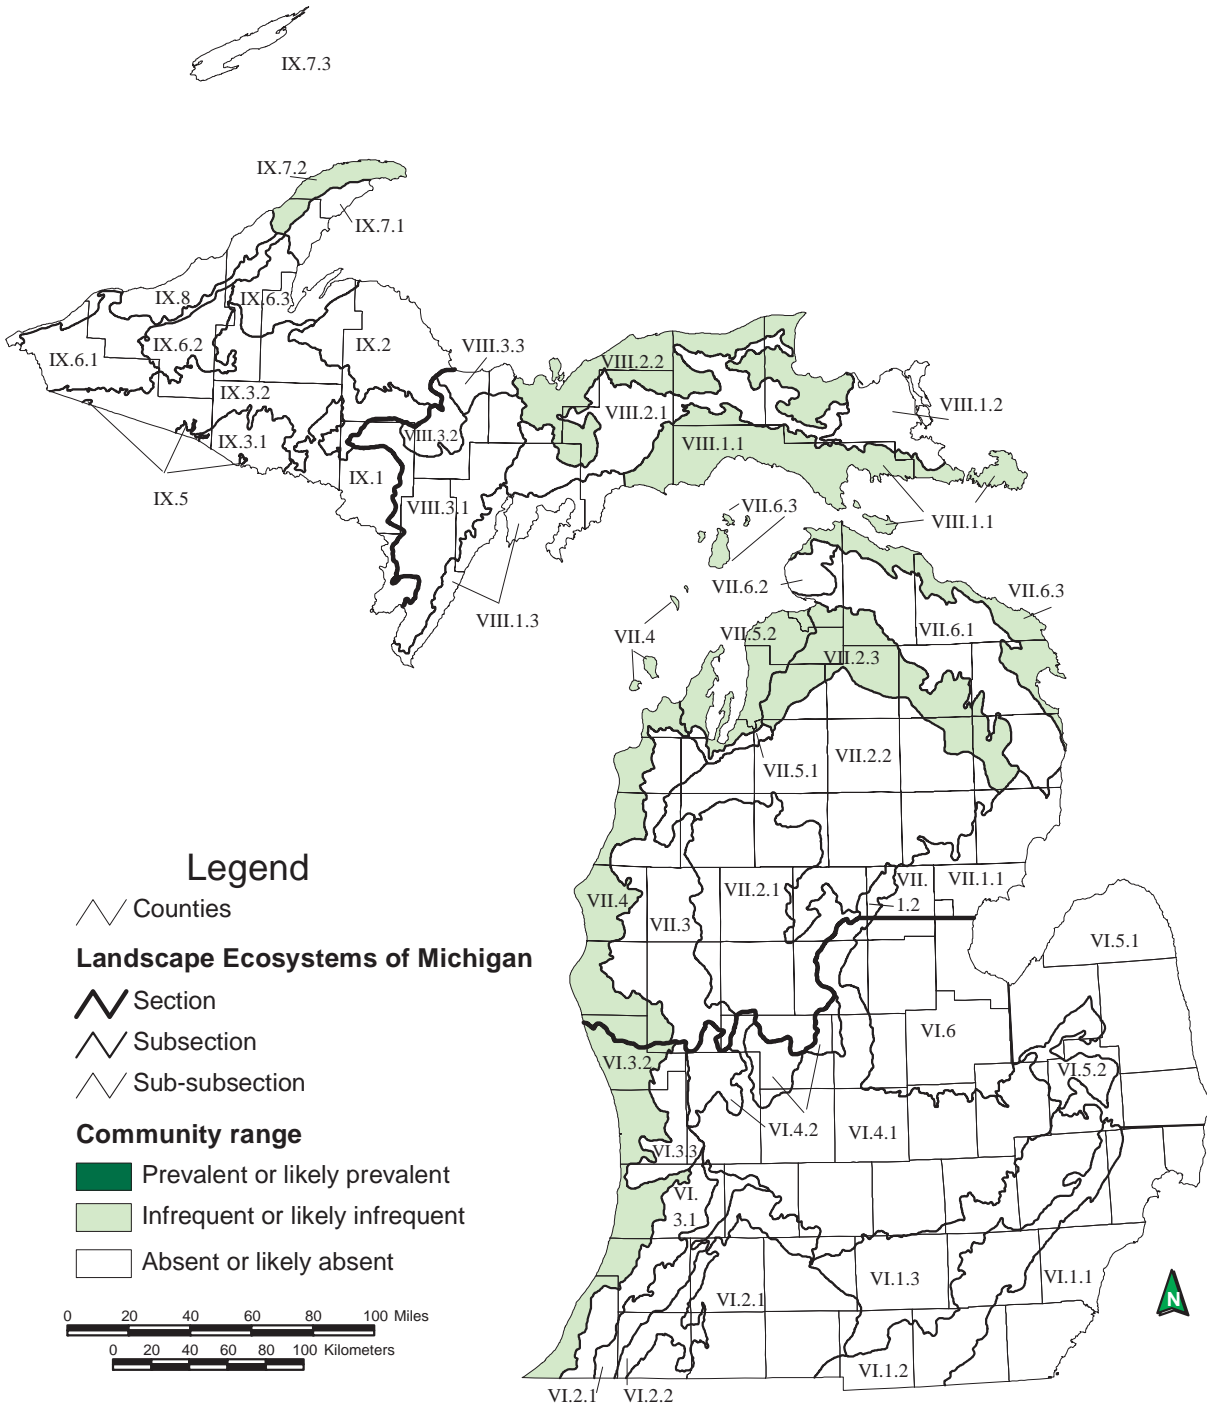 IX.7.3
IX.7.2
IX.7.1
IX.8
IX.6.3
IX.6.2
IX.2
VIII.3.3
IX.6.1
VIII.2.2
IX.3.2
VIII.2.1
VIII.1.2
IX.3.1
VIII.3.2
VIII.1.1
IX.1
IX.5
VIII.3.1
VII.6.3
VIII.1.1
VII.6.2
VII.6.3
VIII.1.3
VII.4
VII.5.2
VII.6.1
VII.2.3
VII.2.2
VII.5.1
Legend
Counties
Landscape Ecosystems of Michigan
Section
Subsection
Sub-subsection
Community range
Prevalent or likely prevalent
Infrequent or likely infrequent
Absent or likely absent
0 20 40 60 80 100 Miles
0 20 40 60 80 100 Kilometers
VII.4
VII.3
VII.2.1
VII.
1.2
VII.1.1
VI.5.1
VI.6
VI.3.2
VI.5.2
VI.4.2
VI.4.1
VI.3.3
VI.
3.1
VI.2.1
VI.1.3
VI.1.1
VI.1.2
VI.2.1
VI.2.2
N